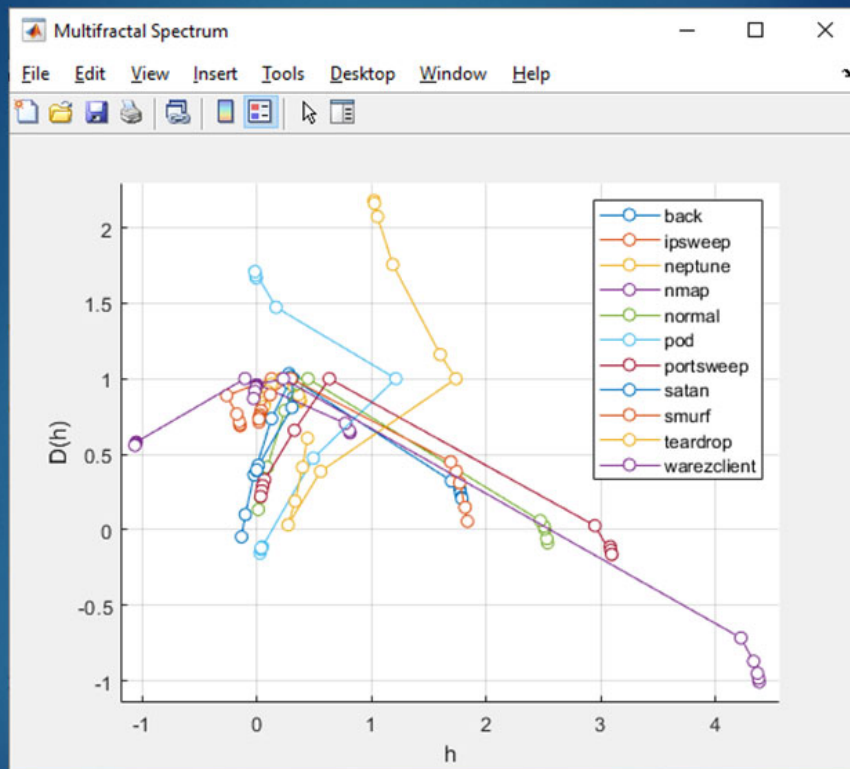 Multifractal Spectrum
File Edit View Insert Tools Desktop Window Help
2
1.5
1
0.5
0
-0.5
-1
D(h)
-1 0 1 2 3 4
h
back
ipsweep
neptune
nmap
normal
pod
portsweep
satan
smurf
teardrop
warezclient